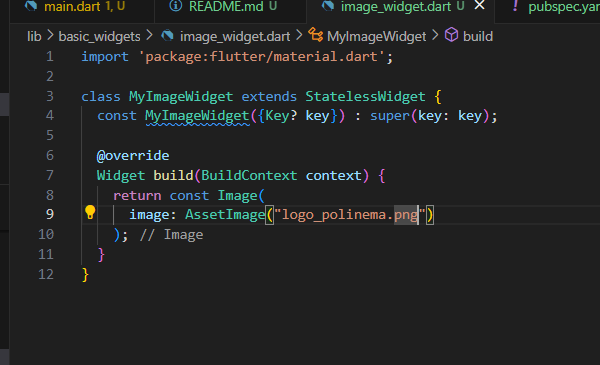 main.dart 1, U
README.md U
image_widget.dart U
pubspec.yar
lib > basic_widgets > image_widget.dart > MyImageWidget > build
1 import 'package:flutter/material.dart';
2
3 class MyImageWidget extends StatelessWidget {
4 const MyImageWidget({Key? key}) : super(key: key);
5
6 @override
7 Widget build(BuildContext context) {
8 return const Image(
9 image: AssetImage("logo_polinema.png")
10 ); // Image
11 }
12 }